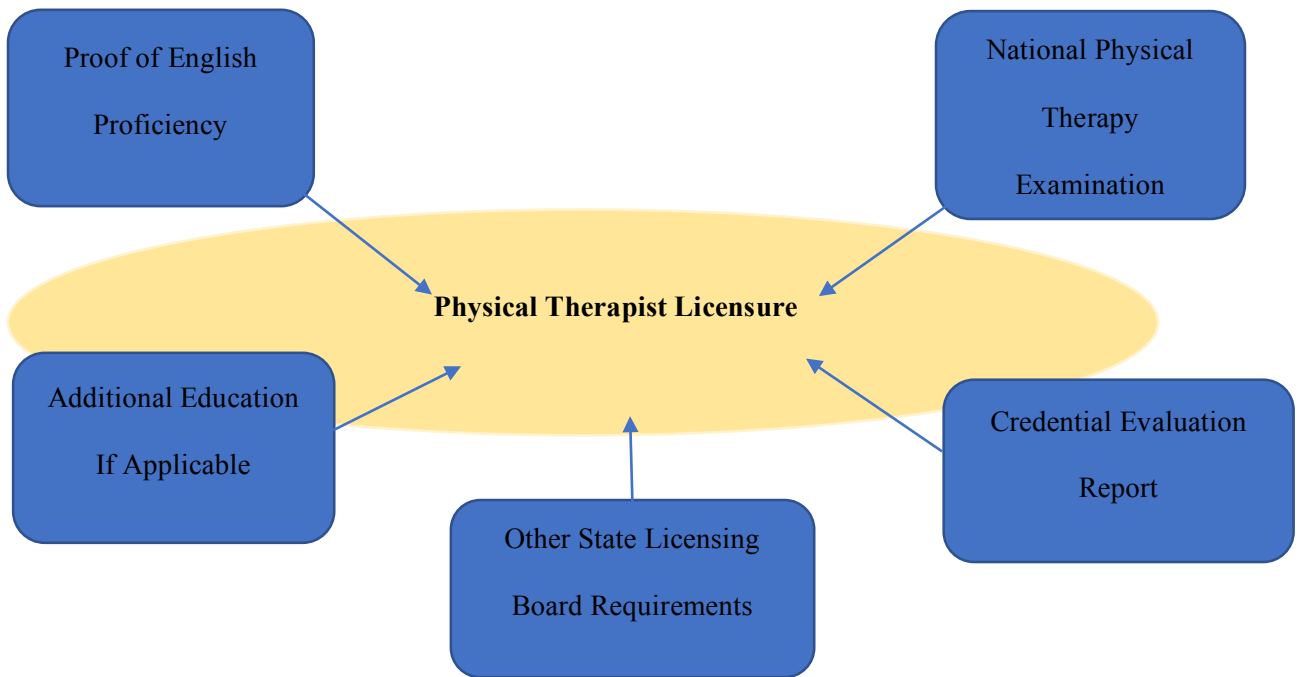 Proof of English
Proficiency
National Physical
Therapy
Examination
Physical Therapist Licensure
Additional Education
If Applicable
Credential Evaluation
Report
Other State Licensing
Board Requirements